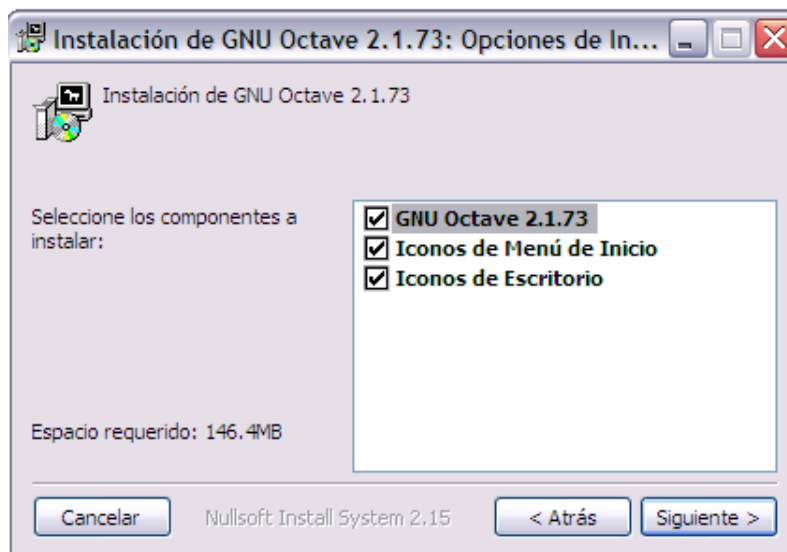 Instalación de GNU Octave 2.1.73: Opciones de In...
Instalación de GNU Octave 2.1.73
Seleccione los componentes a
instalar:
GNU Octave 2.1.73
Iconos de Menú de Inicio
Iconos de Escritorio
Espacio requerido: 146.4MB
Cancelar
Nullsoft Install System 2.15
< Atrás
Siguiente >